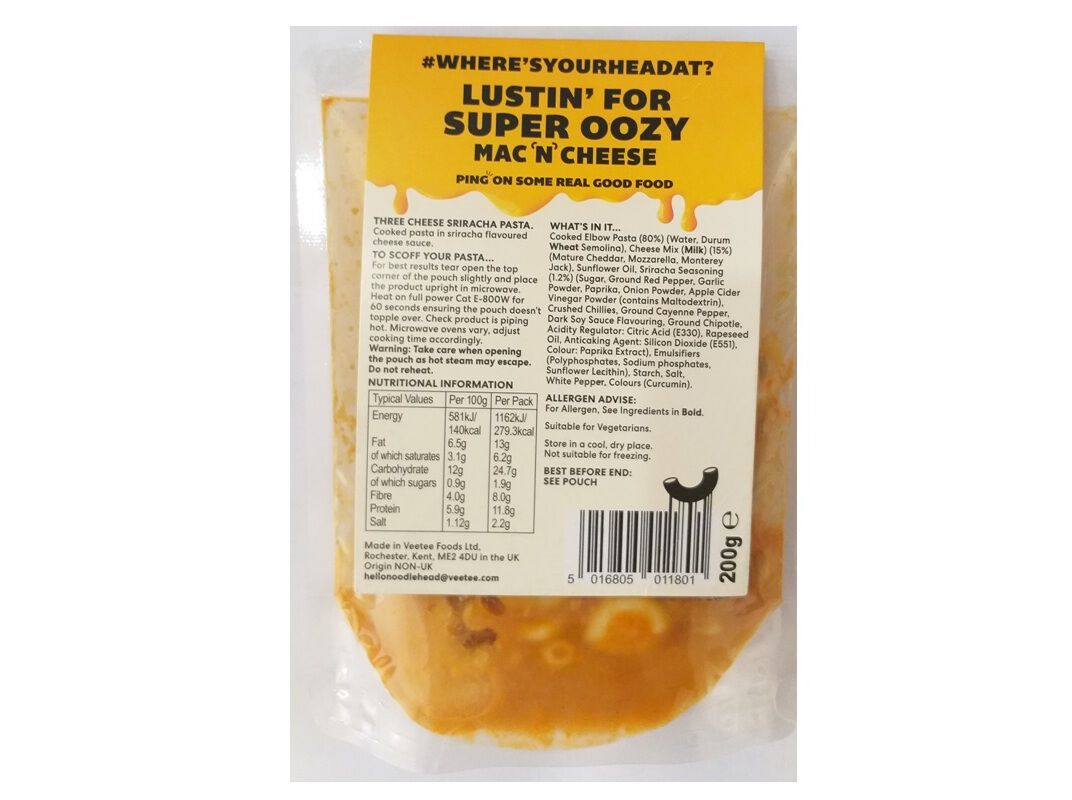 #WHERE'SYOURHEADAT?
LUSTIN' FOR
SUPER OOZY
MAC 'N' CHEESE
PING ON SOME REAL GOOD FOOD
THREE CHEESE SRIRACHA PASTA.
Cooked pasta in sriracha flavoured
cheese sauce.
TO SCOFF YOUR PASTA...
For best results tear open the top
corner of the pouch slightly and place
the product upright in microwave.
Heat on full power Cat E-800W for
60 seconds ensuring the pouch doesn't
topple over. Check product is piping
hot. Microwave ovens vary, adjust
cooking time accordingly.
Warning: Take care when opening
the pouch as hot steam may escape.
Do not reheat.
NUTRITIONAL INFORMATION
Typical Values Per 100g Per Pack
Energy 581kJ/ 1162kJ/
140kcal 279.3kcal
Fat 6.5g 13g
of which saturates 3.1g 6.2g
Carbohydrate 12g 24.7g
of which sugars 0.9g 1.9g
Fibre 4.0g 8.0g
Protein 5.9g 11.8g
Salt 1.12g 2.2g
Made in Veetee Foods Ltd,
Rochester, Kent, ME2 4DU in the UK
Origin NON-UK
hellonoodlehead@veetee.com
WHAT'S IN IT...
Cooked Elbow Pasta (80%) (Water, Durum
Wheat Semolina), Cheese Mix (Milk) (15%)
(Mature Cheddar, Mozzarella, Monterey
Jack), Sunflower Oil, Sriracha Seasoning
(1.2%) (Sugar, Ground Red Pepper, Garlic
Powder, Paprika, Onion Powder, Apple Cider
Vinegar Powder (contains Maltodextrin),
Crushed Chillies, Ground Cayenne Pepper,
Dark Soy Sauce Flavouring, Ground Chipotle,
Acidity Regulator: Citric Acid (E330), Rapeseed
Oil, Anticaking Agent: Silicon Dioxide (E551),
Colour: Paprika Extract), Emulsifiers
(Polyphosphates, Sodium phosphates,
Sunflower Lecithin), Starch, Salt,
White Pepper, Colours (Curcumin).
ALLERGEN ADVISE:
For Allergen, See Ingredients in Bold.
Suitable for Vegetarians.
Store in a cool, dry place.
Not suitable for freezing.
BEST BEFORE END:
SEE POUCH
5 016805 011801
200g e